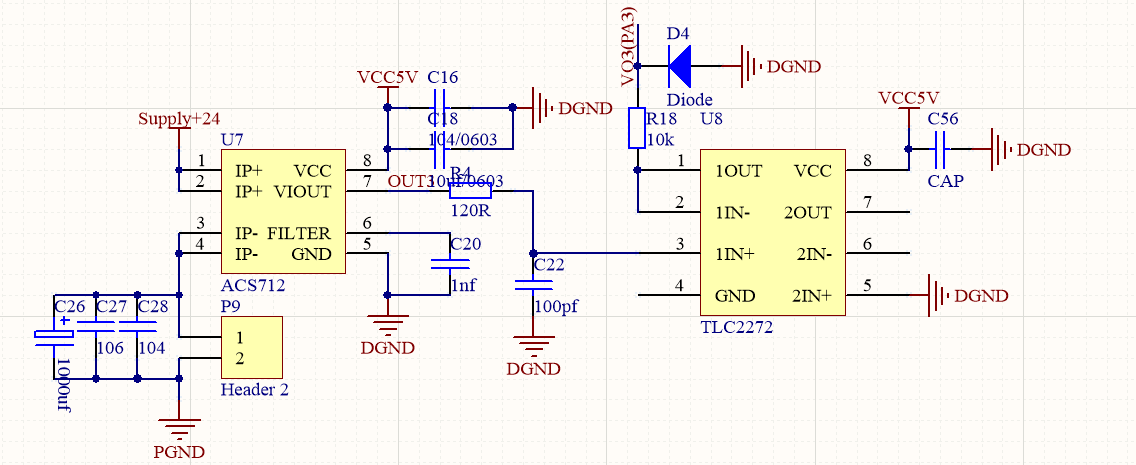 VO3(PA3)
D4
DGND
Diode
VCC5V
C16
DGND
C18
104/0603
R18
10k
U8
VCC5V
C56
DGND
CAP
Supply+24
U7
1 IP+ VCC 8
2 IP+ VIOUT 7
3 IP- FILTER 6
4 IP- GND 5
ACS712
OUT3
10uf/0603
R4
120R
C20
1nf
DGND
C22
100pf
DGND
1 1OUT VCC 8
2 1IN- 2OUT 7
3 1IN+ 2IN- 6
4 GND 2IN+ 5
TLC2272
DGND
C26
+
1000uf
C27
106
C28
104
P9
1
2
Header 2
PGND